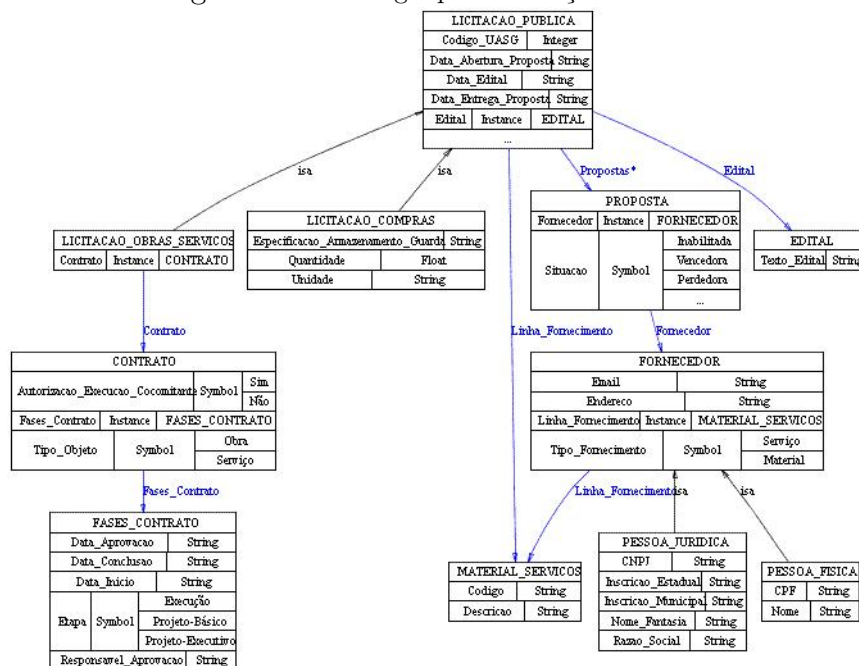 LICITACAO_PUBLICA
Codigo_UASG Integer
Data_Abertura_Proposta String
Data_Edital String
Data_Entrega_Proposta String
Edital Instance EDITAL
...
isa
isa
Propostas*
Edital
LICITACAO_OBRAS_SERVICOS
Contrato Instance CONTRATO
LICITACAO_COMPRAS
Especificacao_Armazenamento_Guarda String
Quantidade Float
Unidade String
PROPOSTA
Fornecedor Instance FORNECEDOR
Situacao Symbol
Inabilitada
Vencedora
Perdedora
...
EDITAL
Texto_Edital String
Contrato
Linha_Fornecimento
Fornecedor
CONTRATO
Autorizacao_Execucao_Cocomitante Symbol
Sim
Não
Fases_Contrato Instance FASES_CONTRATO
Tipo_Objeto Symbol
Obra
Serviço
FORNECEDOR
Email String
Endereco String
Linha_Fornecimento Instance MATERIAL_SERVICOS
Tipo_Fornecimento Symbol
Serviço
Material
Fases_Contrato
Linha_Fornecimento
isa
isa
FASES_CONTRATO
Data_Aprovacao String
Data_Conclusao String
Data_Inicio String
Etapa Symbol
Execução
Projeto-Básico
Projeto-Executivo
Responsavel_Aprovacao String
MATERIAL_SERVICOS
Codigo String
Descricao String
PESSOA_JURIDICA
CNPJ String
Inscricao_Estadual String
Inscricao_Municipal String
Nome_Fantasia String
Razao_Social String
PESSOA_FISICA
CPF String
Nome String